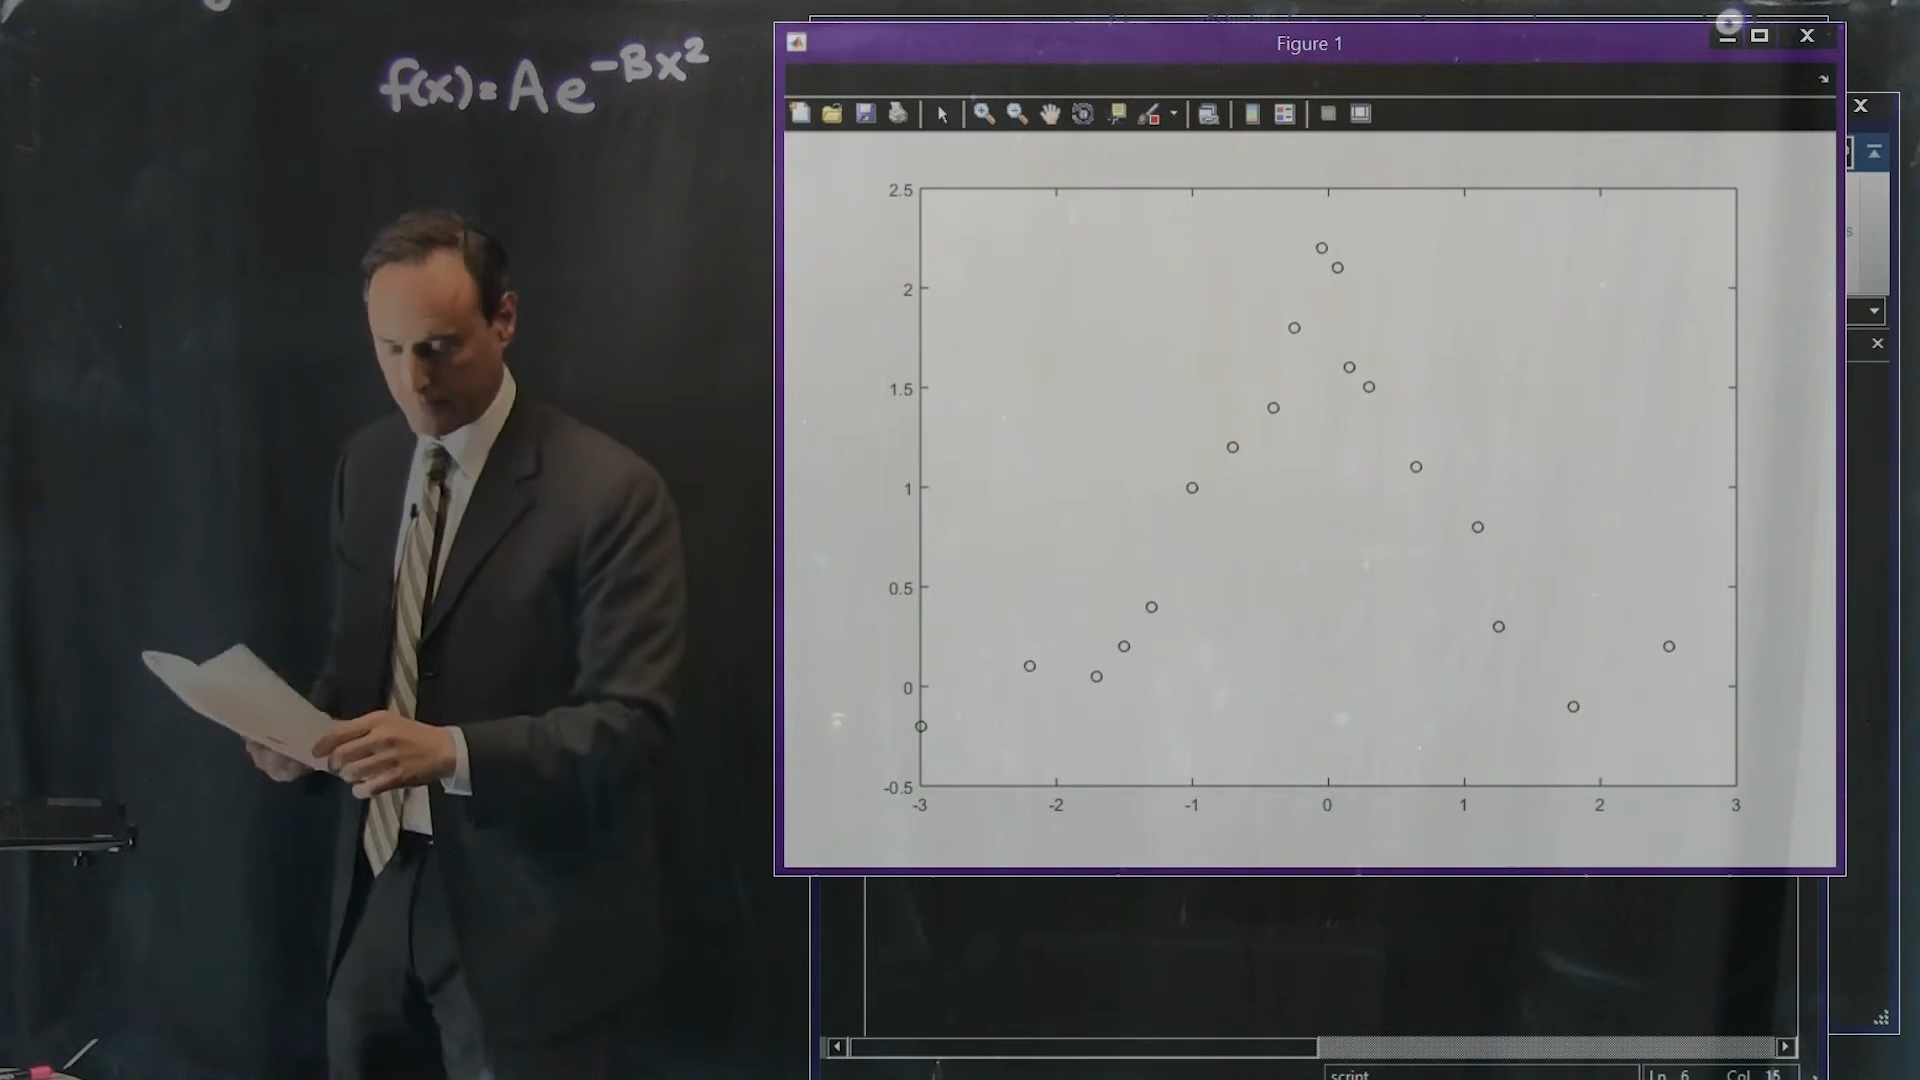 f(x)=Ae^{-Bx^2}
Figure 1
2.5
2
1.5
1
0.5
0
-0.5
-3 -2 -1 0 1 2 3
script
Ln 6 Col 15